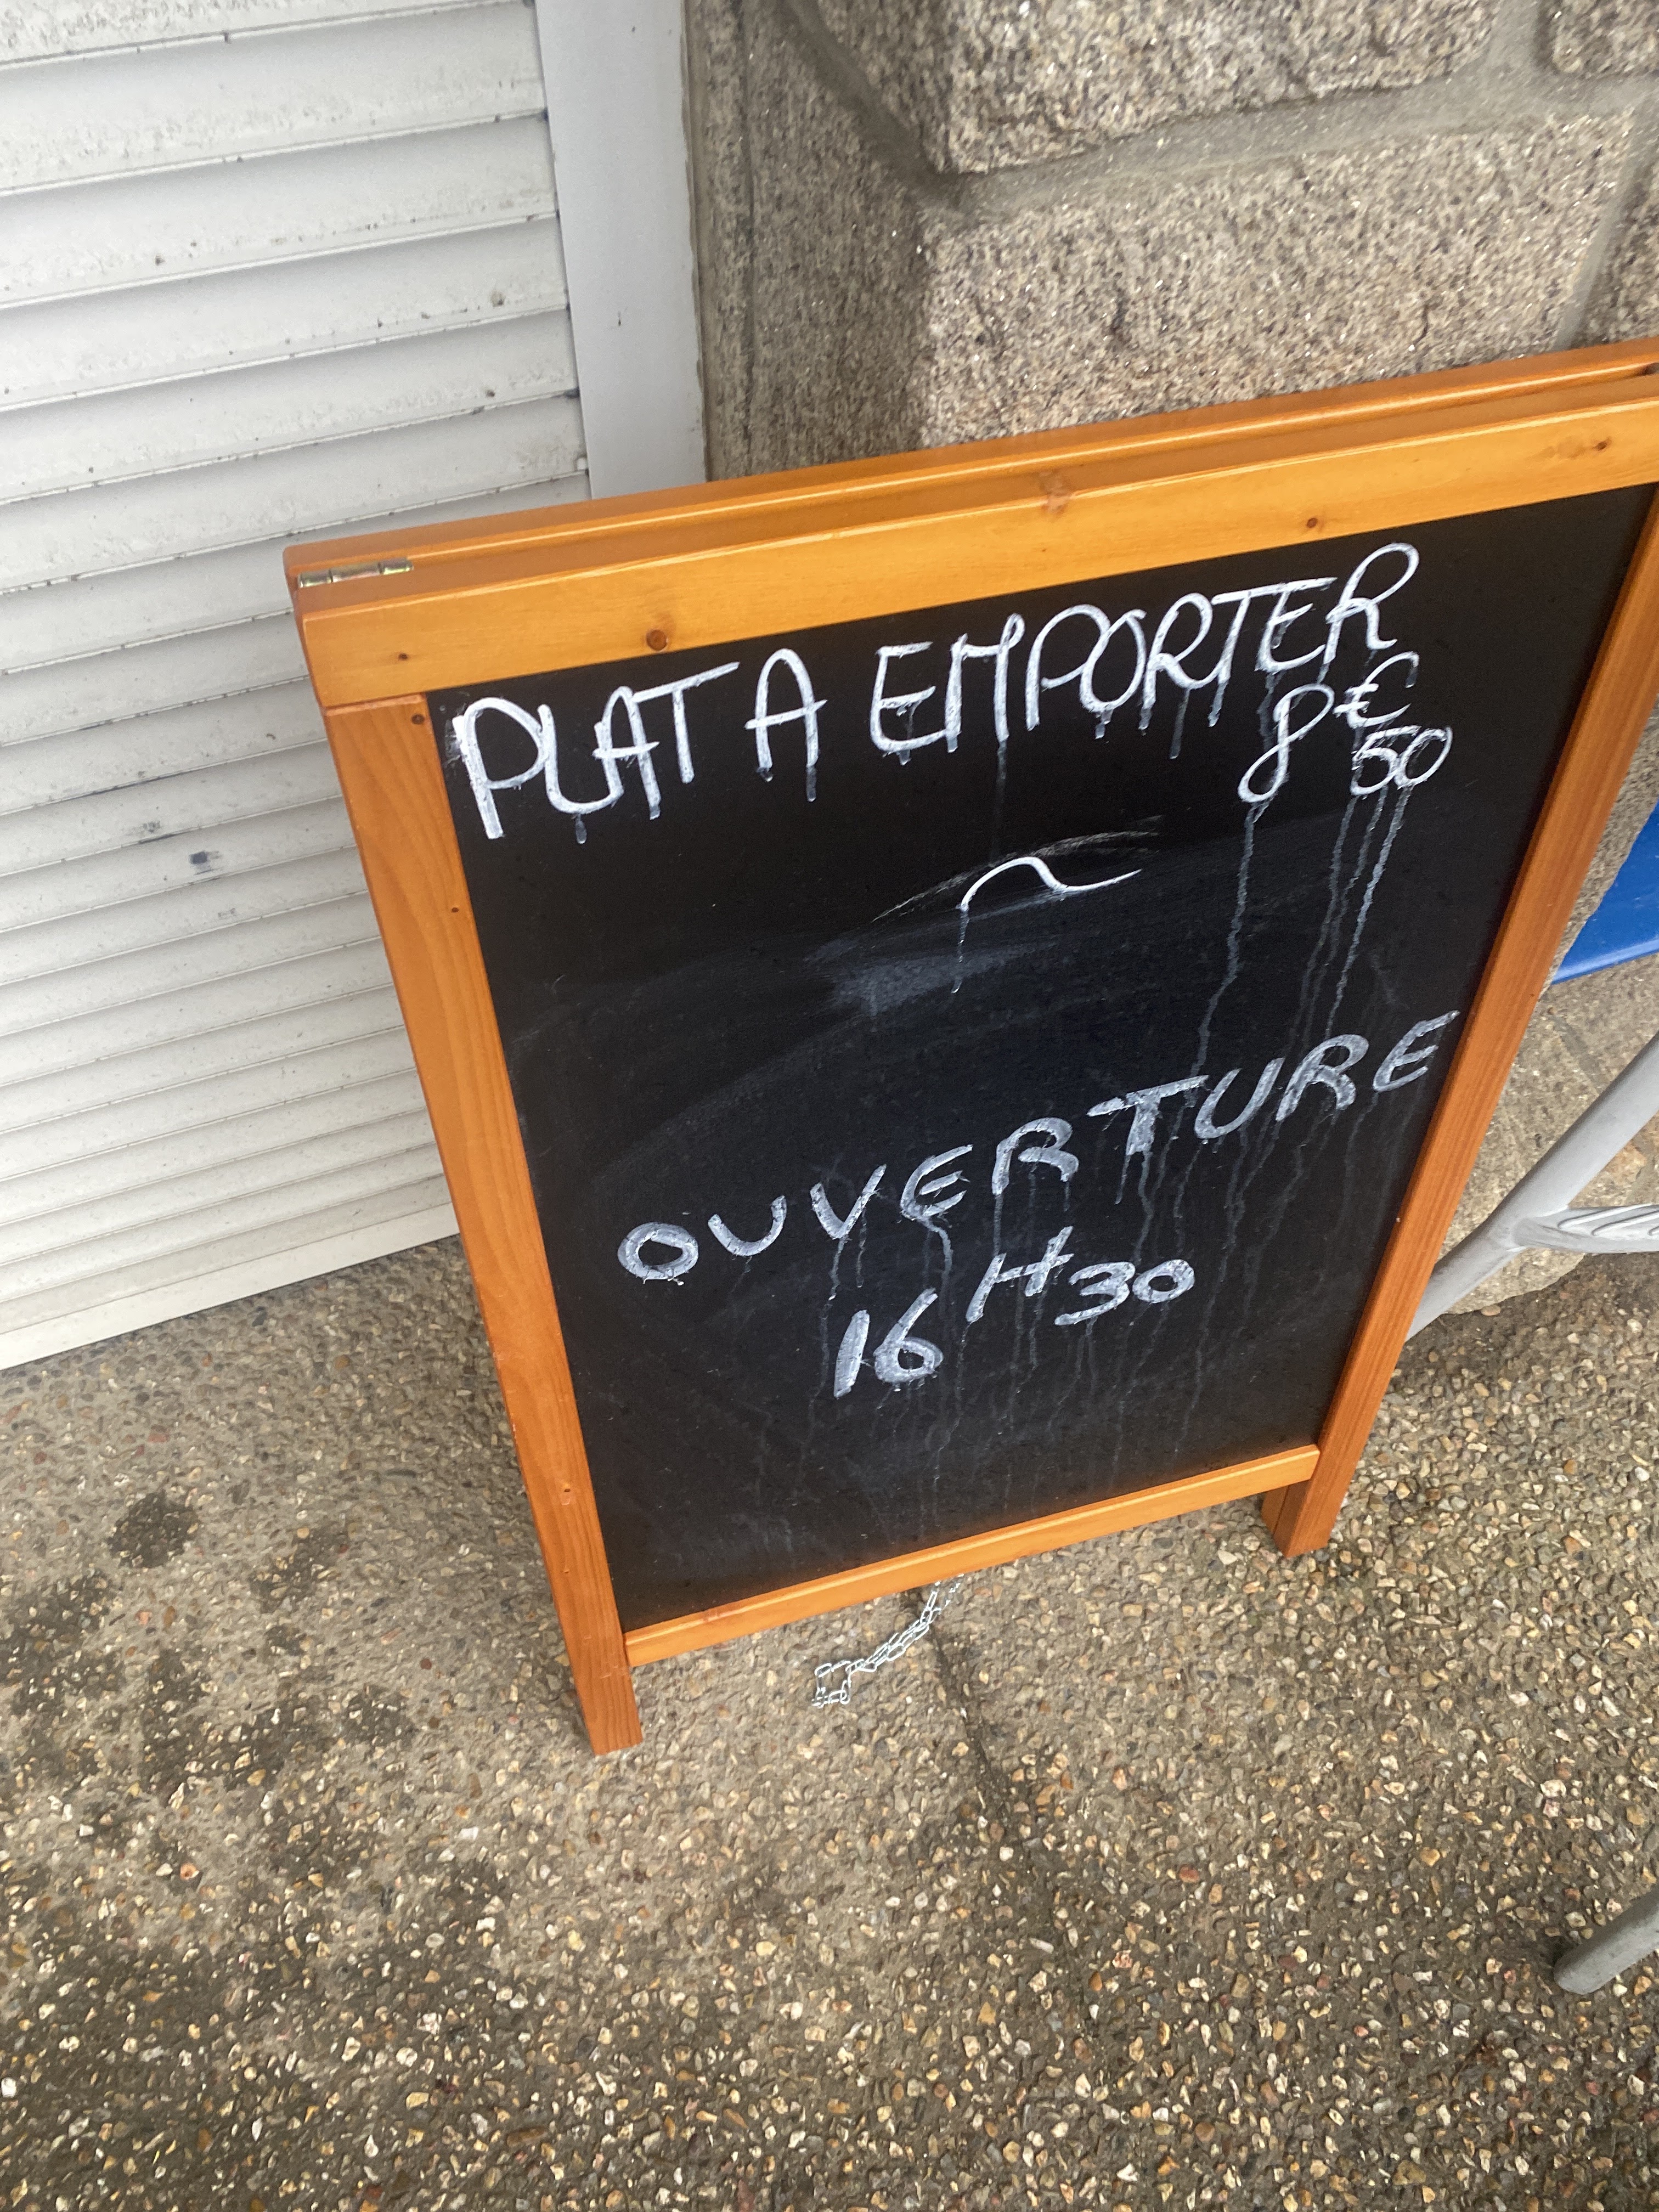 PLAT A EMPORTER
8€50
~
OUVERTURE
16H30